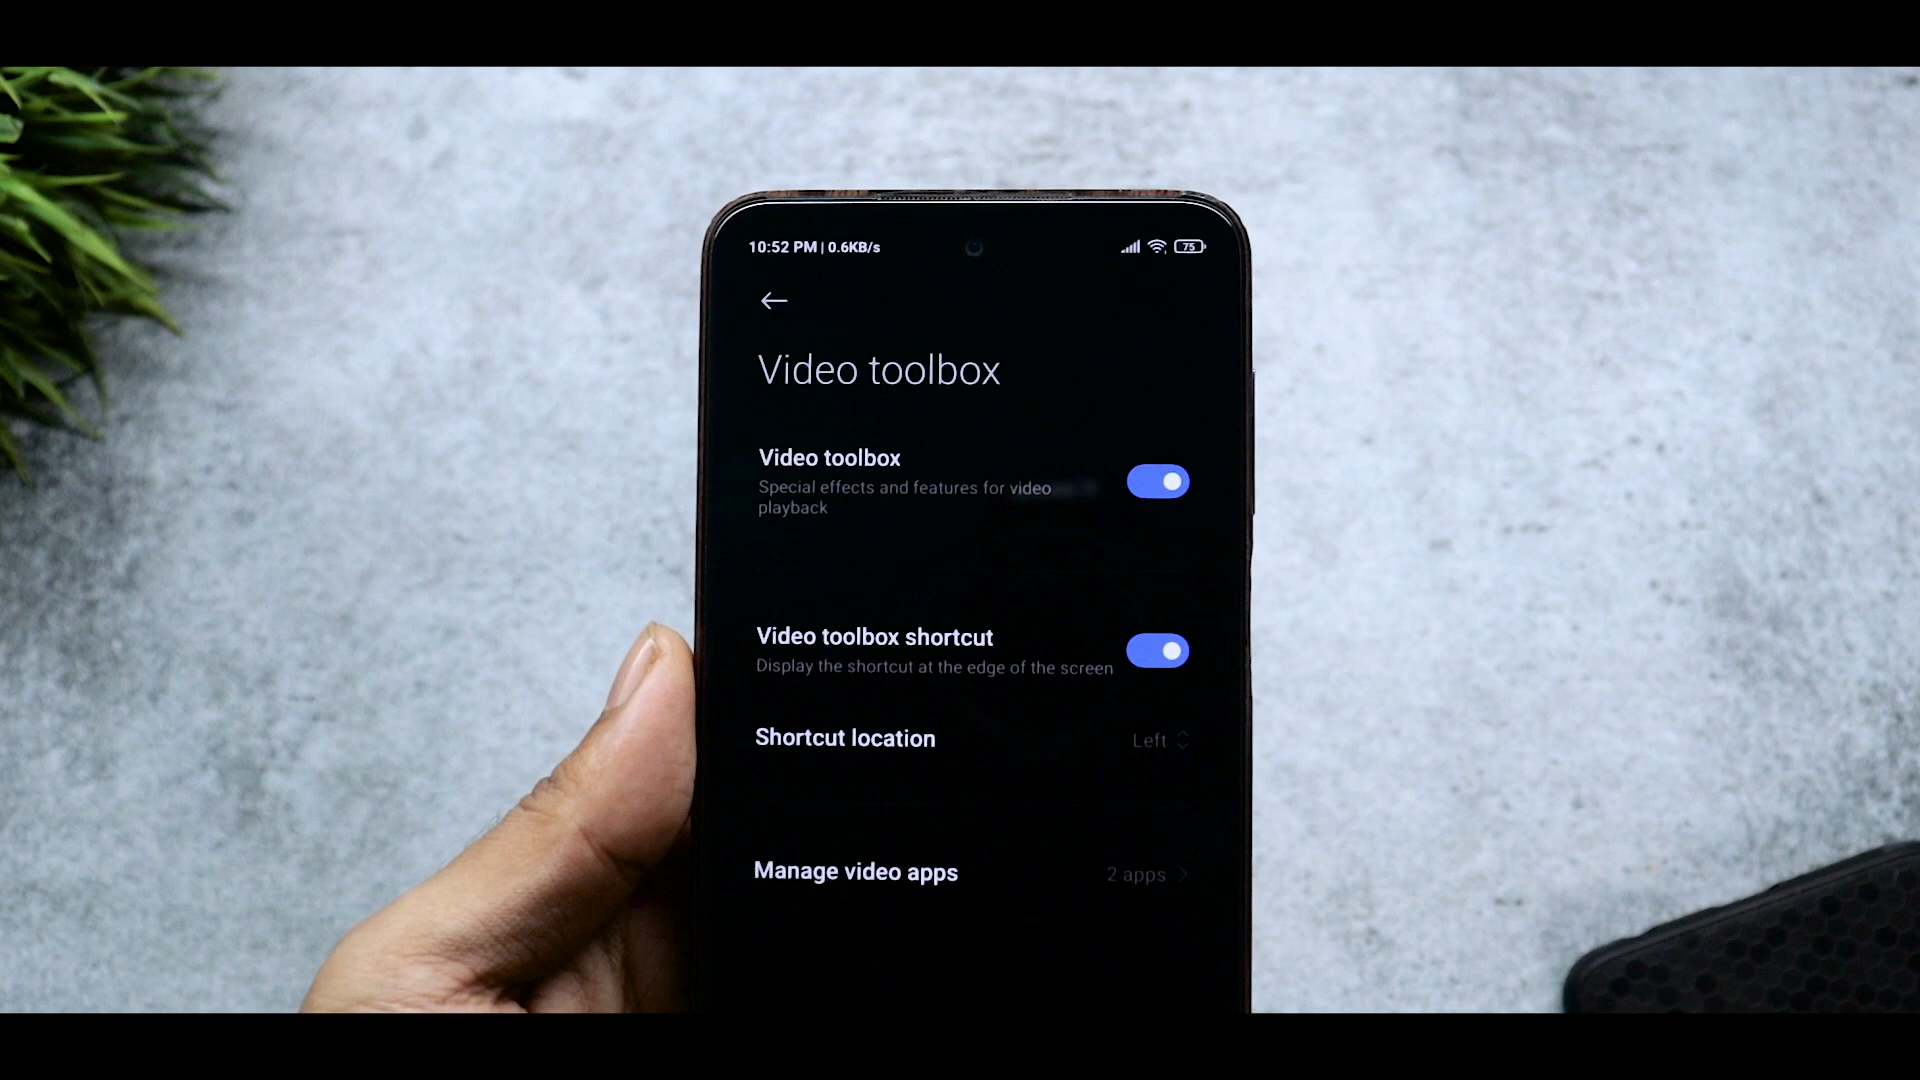 10:52 PM | 0.6KB/s
75
Video toolbox
Video toolbox
Special effects and features for video
playback
Video toolbox shortcut
Display the shortcut at the edge of the screen
Shortcut location
Left
Manage video apps
2 apps